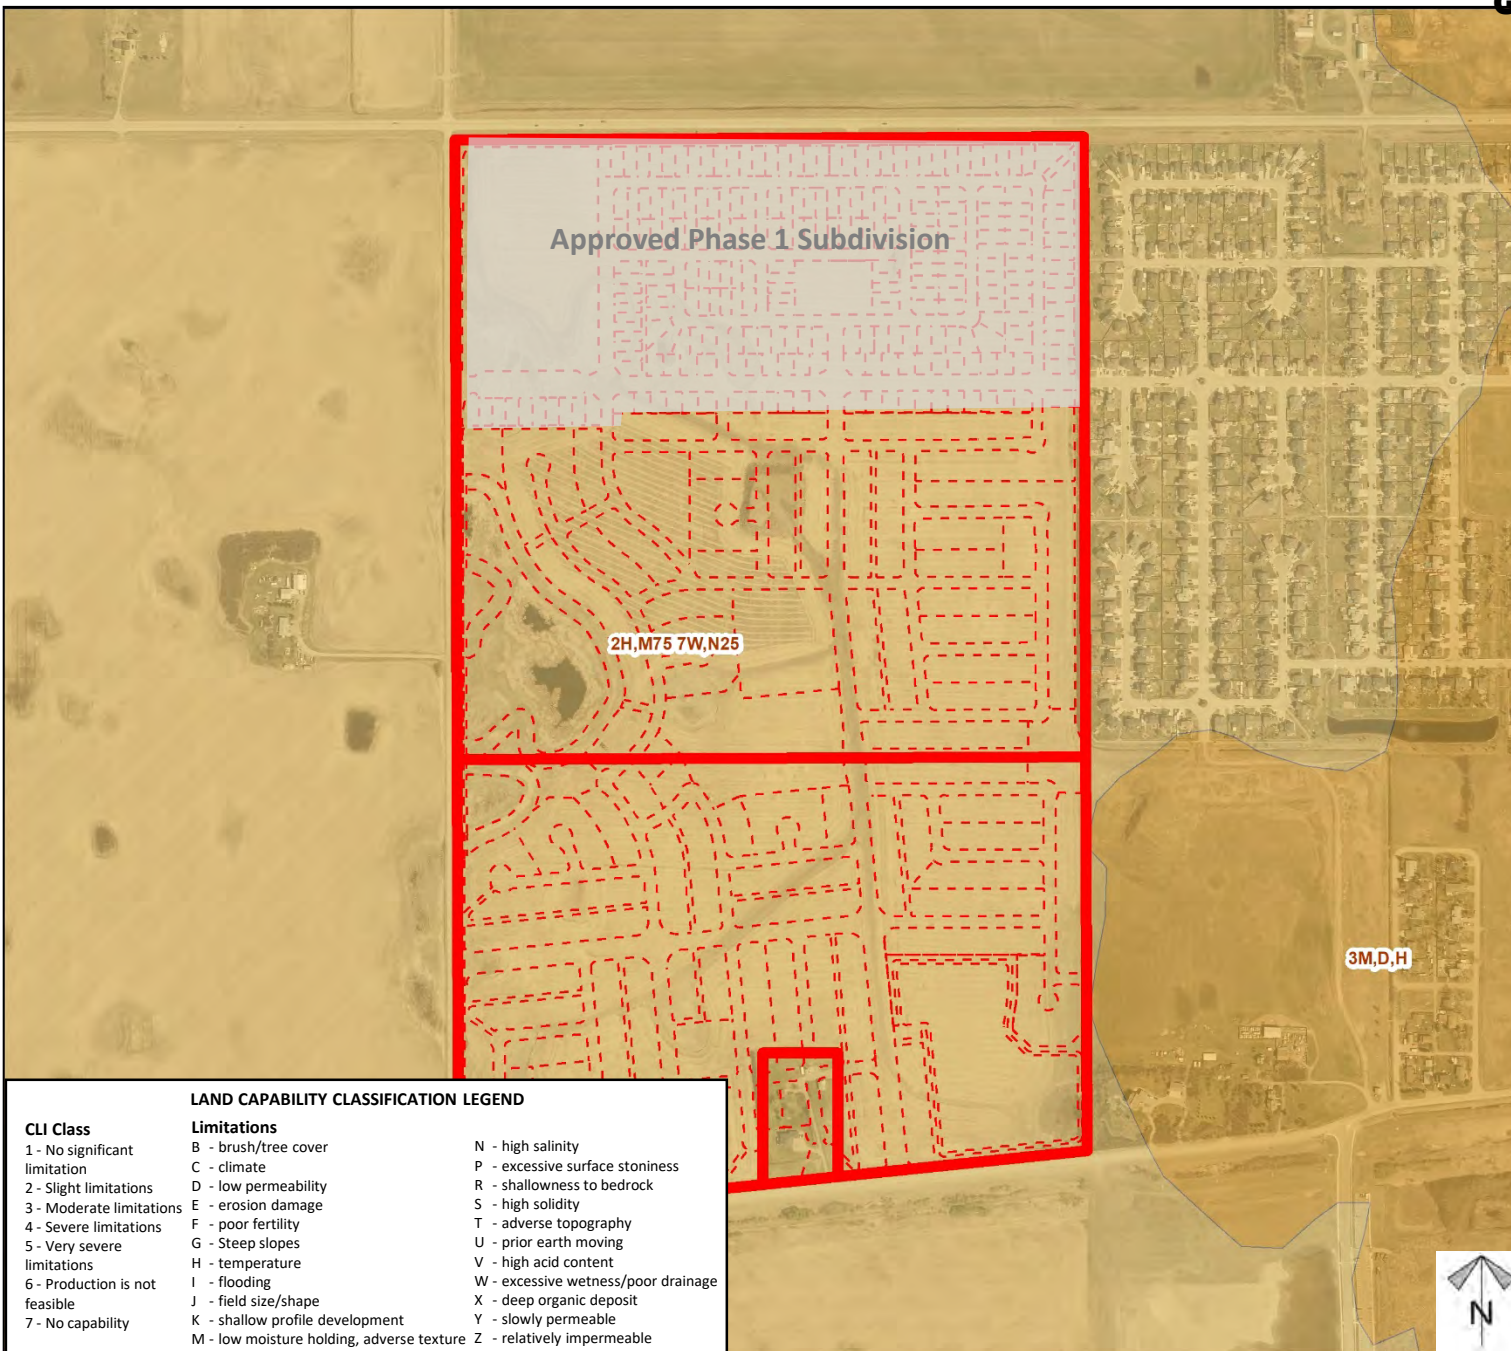 Approved Phase 1 Subdivision
2H,M75 7W,N25
3M,D,H
LAND CAPABILITY CLASSIFICATION LEGEND
CLI Class
1 - No significant
limitation
2 - Slight limitations
3 - Moderate limitations
4 - Severe limitations
5 - Very severe
limitations
6 - Production is not
feasible
7 - No capability
Limitations
B - brush/tree cover
C - climate
D - low permeability
E - erosion damage
F - poor fertility
G - Steep slopes
H - temperature
I - flooding
J - field size/shape
K - shallow profile development
M - low moisture holding, adverse texture
N - high salinity
P - excessive surface stoniness
R - shallowness to bedrock
S - high solidity
T - adverse topography
U - prior earth moving
V - high acid content
W - excessive wetness/poor drainage
X - deep organic deposit
Y - slowly permeable
Z - relatively impermeable
N